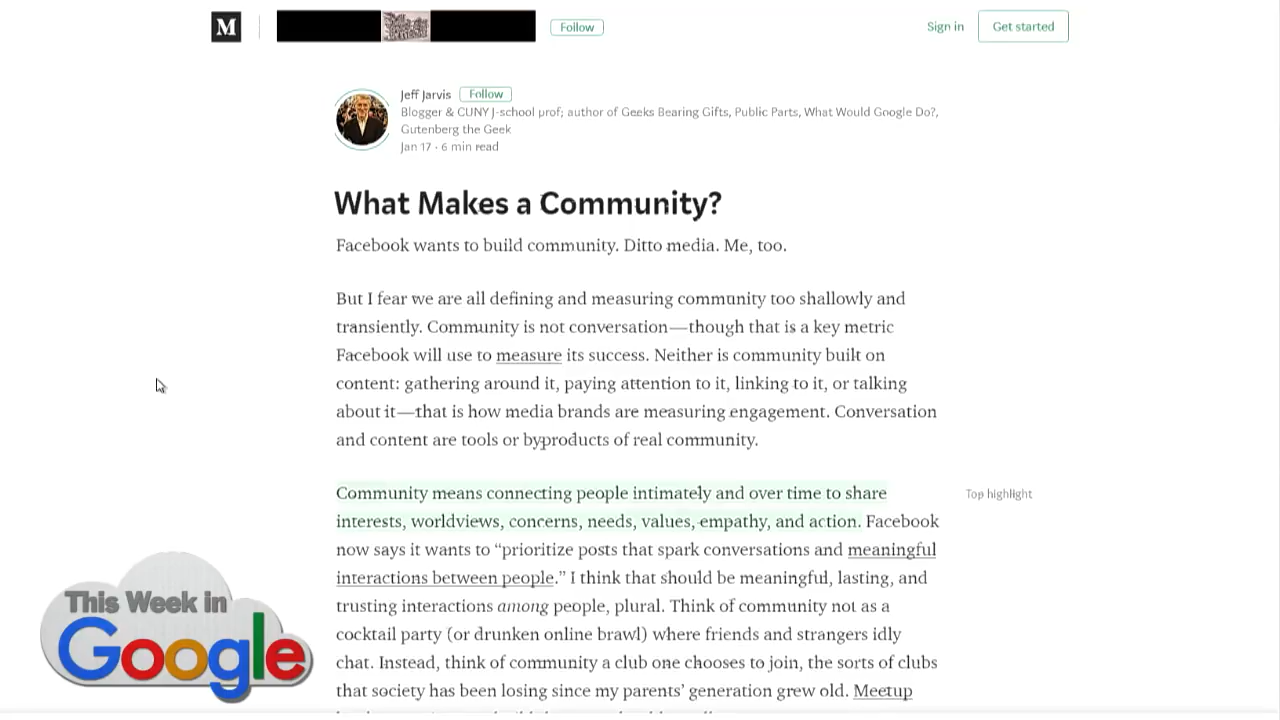 M
Follow
Sign in
Get started
Jeff Jarvis Follow
Blogger & CUNY J-school prof; author of Geeks Bearing Gifts, Public Parts, What Would Google Do?,
Gutenberg the Geek
Jan 17 · 6 min read
What Makes a Community?
Facebook wants to build community. Ditto media. Me, too.
But I fear we are all defining and measuring community too shallowly and
transiently. Community is not conversation—though that is a key metric
Facebook will use to measure its success. Neither is community built on
content: gathering around it, paying attention to it, linking to it, or talking
about it—that is how media brands are measuring engagement. Conversation
and content are tools or byproducts of real community.
Community means connecting people intimately and over time to share
Top highlight
interests, worldviews, concerns, needs, values, empathy, and action. Facebook
now says it wants to “prioritize posts that spark conversations and meaningful
interactions between people.” I think that should be meaningful, lasting, and
trusting interactions among people, plural. Think of community not as a
cocktail party (or drunken online brawl) where friends and strangers idly
chat. Instead, think of community a club one chooses to join, the sorts of clubs
that society has been losing since my parents’ generation grew old. Meetup
This Week in
Google